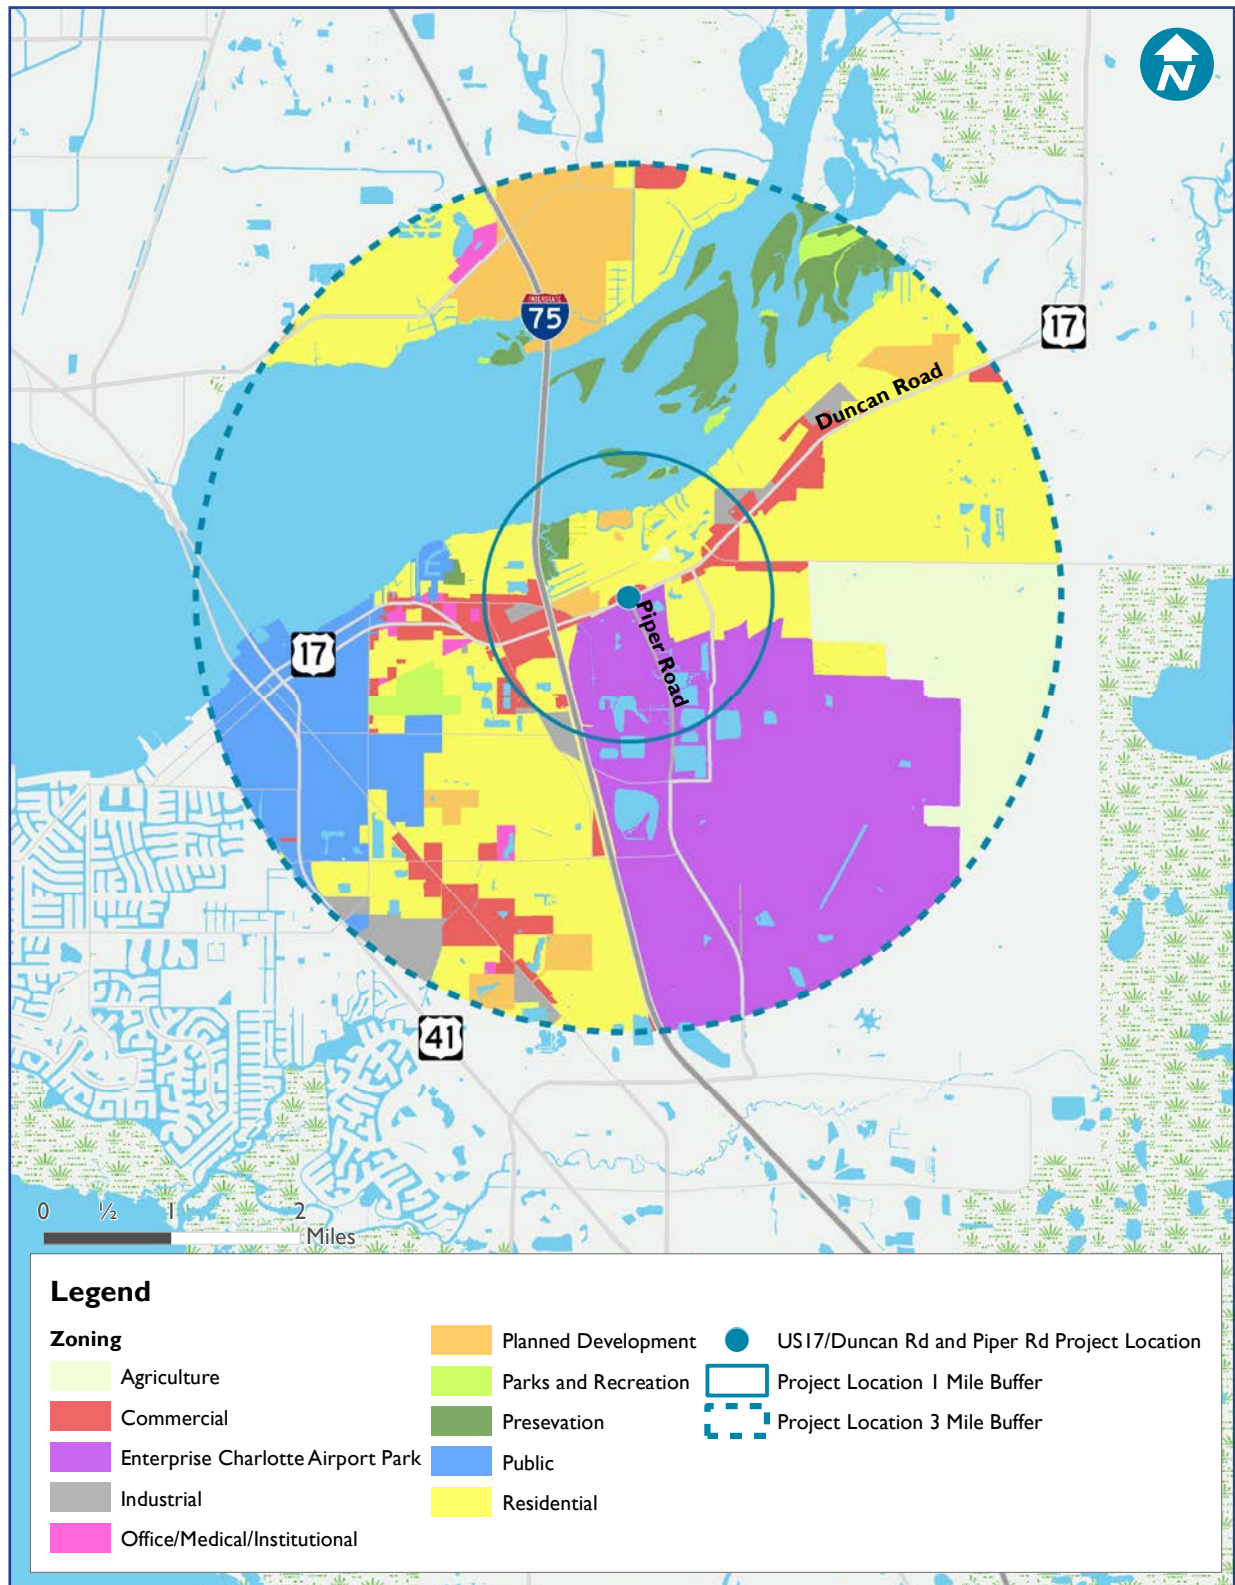 N
INTERSTATE
75
17
Duncan Road
Piper Road
17
41
0 ½ 1 2
Miles
Legend
Zoning
Agriculture
Commercial
Enterprise Charlotte Airport Park
Industrial
Office/Medical/Institutional
Planned Development
Parks and Recreation
Presevation
Public
Residential
US17/Duncan Rd and Piper Rd Project Location
Project Location 1 Mile Buffer
Project Location 3 Mile Buffer